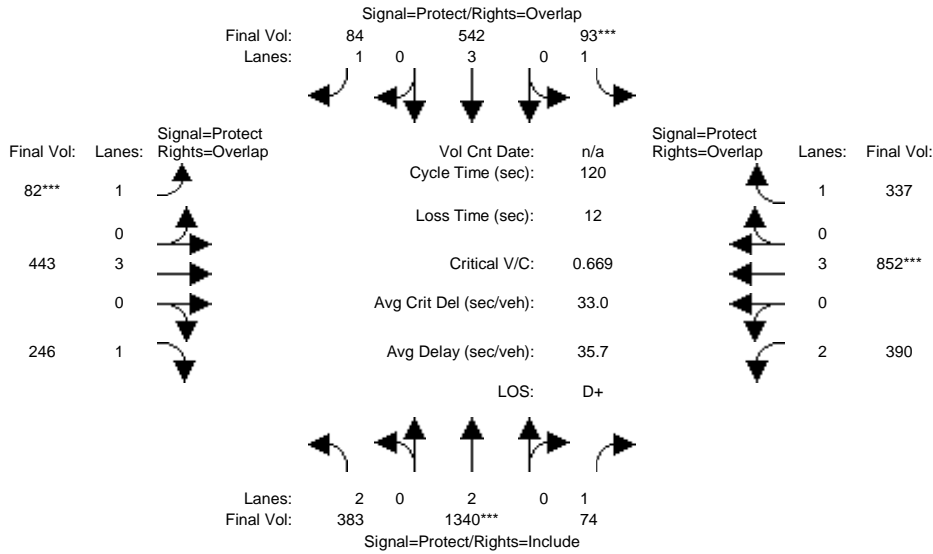 Signal=Protect/Rights=Overlap
Final Vol: 84 542 93***
Lanes: 1 0 3 0 1
Signal=Protect
Final Vol: Lanes: Rights=Overlap
Vol Cnt Date: n/a
Signal=Protect
Rights=Overlap Lanes: Final Vol:
Cycle Time (sec): 120
82*** 1
1 337
Loss Time (sec): 12
0
0
443 3
Critical V/C: 0.669
3 852***
0
Avg Crit Del (sec/veh): 33.0
0
246 1
Avg Delay (sec/veh): 35.7
2 390
LOS: D+
Lanes: 2 0 2 0 1
Final Vol: 383 1340*** 74
Signal=Protect/Rights=Include